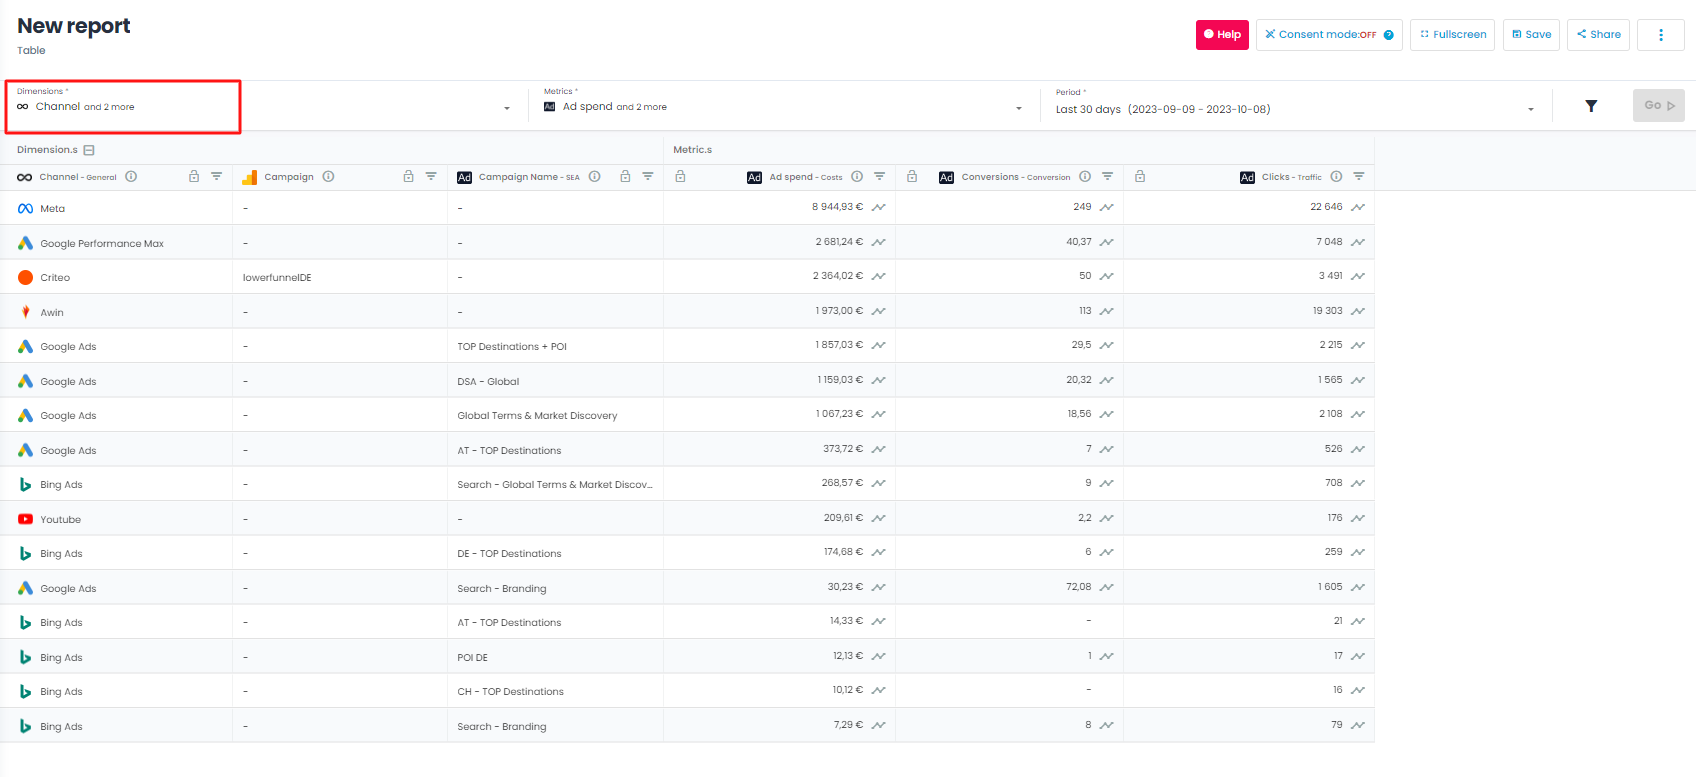 New report
Table
Help
Consent mode:OFF
Fullscreen
Save
Share
Dimensions *
Channel and 2 more
Metrics *
Ad spend and 2 more
Period *
Last 30 days (2023-09-09 - 2023-10-08)
Go
Dimension.s
Metric.s
Channel - General
Campaign
Ad Campaign Name - SEA
Ad Ad spend - Costs
Ad Conversions - Conversion
Ad Clicks - Traffic
Meta - - 8 944,93 € 249 22 646
Google Performance Max - - 2 681,24 € 40,37 7 048
Criteo lowerfunnelDE - 2 364,02 € 50 3 491
Awin - - 1 973,00 € 113 19 303
Google Ads - TOP Destinations + POI 1 857,03 € 29,5 2 215
Google Ads - DSA - Global 1 159,03 € 20,32 1 565
Google Ads - Global Terms & Market Discovery 1 067,23 € 18,56 2 108
Google Ads - AT - TOP Destinations 373,72 € 7 526
Bing Ads - Search - Global Terms & Market Discov... 268,57 € 9 708
Youtube - - 209,61 € 2,2 176
Bing Ads - DE - TOP Destinations 174,68 € 6 259
Google Ads - Search - Branding 30,23 € 72,08 1 605
Bing Ads - AT - TOP Destinations 14,33 € - 21
Bing Ads - POI DE 12,13 € 1 17
Bing Ads - CH - TOP Destinations 10,12 € - 16
Bing Ads - Search - Branding 7,29 € 8 79